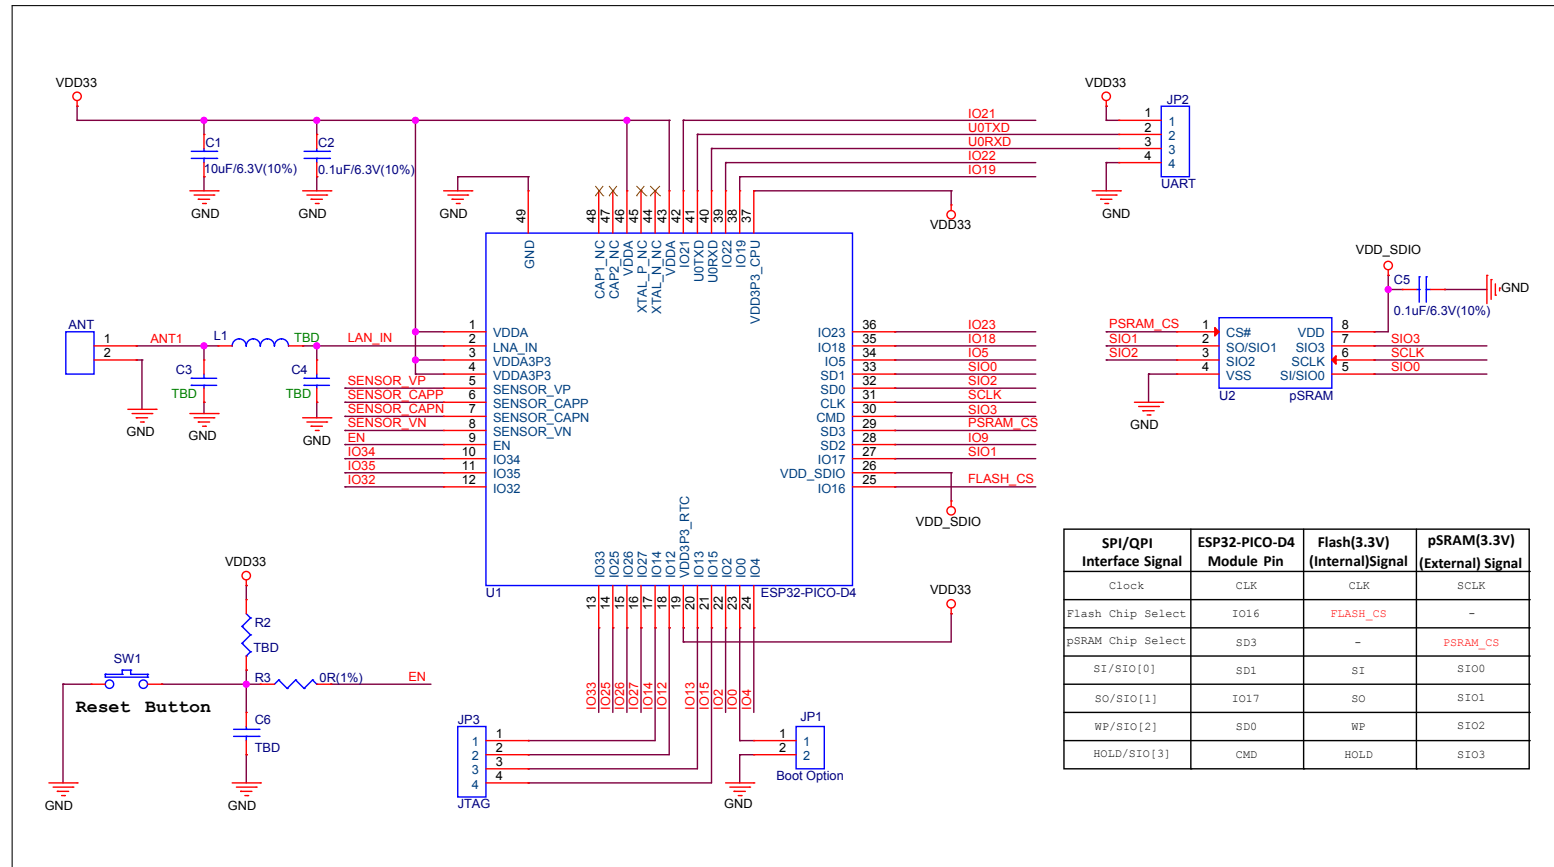 VDD33
C1
10uF/6.3V(10%)
GND
C2
0.1uF/6.3V(10%)
GND
GND
VDD33
JP2
1 1
2 2
3 3
4 4
UART
GND
IO21
U0TXD
U0RXD
IO22
IO19
VDD33
49 48 47 46 45 44 43 42 41 40 39 38 37
GND
CAP1_NC
CAP2_NC
VDDA
XTAL_P_NC
XTAL_N_NC
VDDA
IO21
U0TXD
U0RXD
IO22
IO19
VDD3P3_CPU
ANT
1
2
ANT1
L1
TBD
LAN_IN
C3
TBD
C4
TBD
GND
GND
GND
1 VDDA
2 LNA_IN
3 VDDA3P3
4 VDDA3P3
SENSOR_VP 5 SENSOR_VP
SENSOR_CAPP 6 SENSOR_CAPP
SENSOR_CAPN 7 SENSOR_CAPN
SENSOR_VN 8 SENSOR_VN
EN 9 EN
IO34 10 IO34
IO35 11 IO35
IO32 12 IO32
IO23 36 IO23
IO18 35 IO18
IO5 34 IO5
SD1 33 SIO0
SD0 32 SIO2
CLK 31 SCLK
CMD 30 SIO3
SD3 29 PSRAM_CS
SD2 28 IO9
IO17 27 SIO1
VDD_SDIO 26
IO16 25 FLASH_CS
VDD_SDIO
VDD_SDIO
C5
0.1uF/6.3V(10%)
GND
PSRAM_CS 1 CS# VDD 8
SIO1 2 SO/SIO1 SIO3 7 SIO3
SIO2 3 SIO2 SCLK 6 SCLK
4 VSS SI/SIO0 5 SIO0
U2 pSRAM
GND
IO33
IO25
IO26
IO27
IO14
IO12
VDD3P3_RTC
IO13
IO15
IO2
IO0
IO4
U1 ESP32-PICO-D4
13 14 15 16 17 18 19 20 21 22 23 24
VDD33
IO33
IO25
IO26
IO27
IO14
IO12
IO13
IO15
IO2
IO0
IO4
VDD33
R2
TBD
SW1
Reset Button
R3
0R(1%)
EN
C6
TBD
GND
GND
JP3
1 1
2 2
3 3
4 4
JTAG
JP1
1 1
2 2
Boot Option
GND
SPI/QPI Interface Signal | ESP32-PICO-D4 Module Pin | Flash(3.3V) (Internal)Signal | pSRAM(3.3V) (External) Signal
Clock CLK CLK SCLK
Flash Chip Select IO16 FLASH_CS -
pSRAM Chip Select SD3 - PSRAM_CS
SI/SIO[0] SD1 SI SIO0
SO/SIO[1] IO17 SO SIO1
WP/SIO[2] SD0 WP SIO2
HOLD/SIO[3] CMD HOLD SIO3